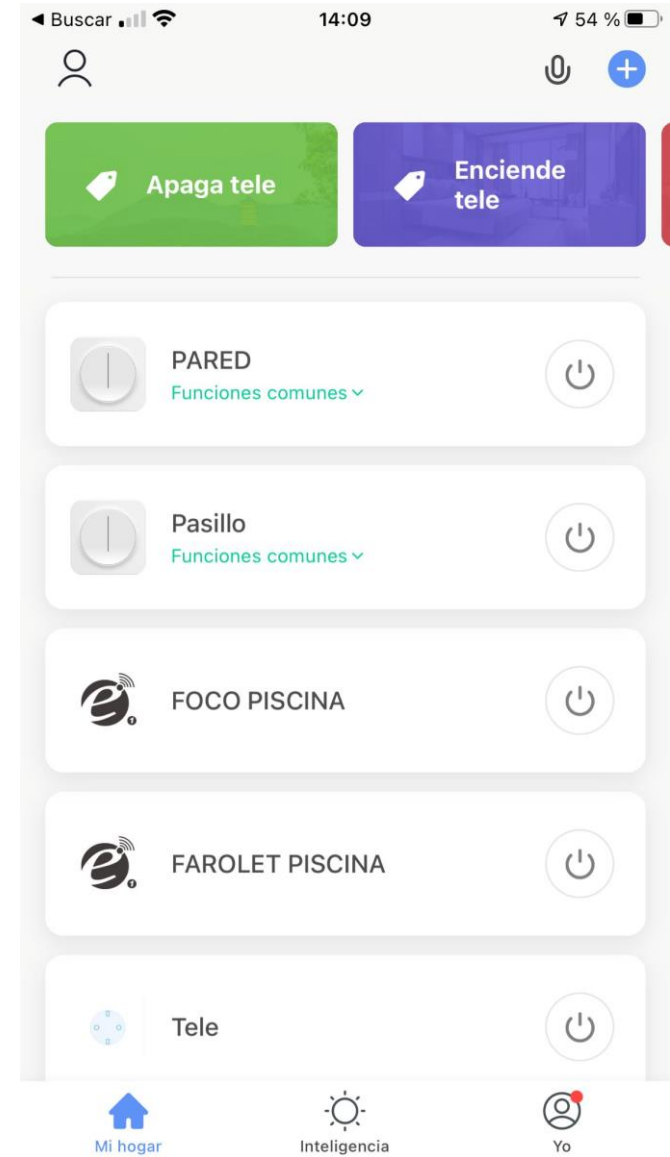 Buscar
14:09
54 %
Apaga tele
Enciende
tele
PARED
Funciones comunes
Pasillo
Funciones comunes
FOCO PISCINA
FAROLET PISCINA
Tele
Mi hogar
Inteligencia
Yo